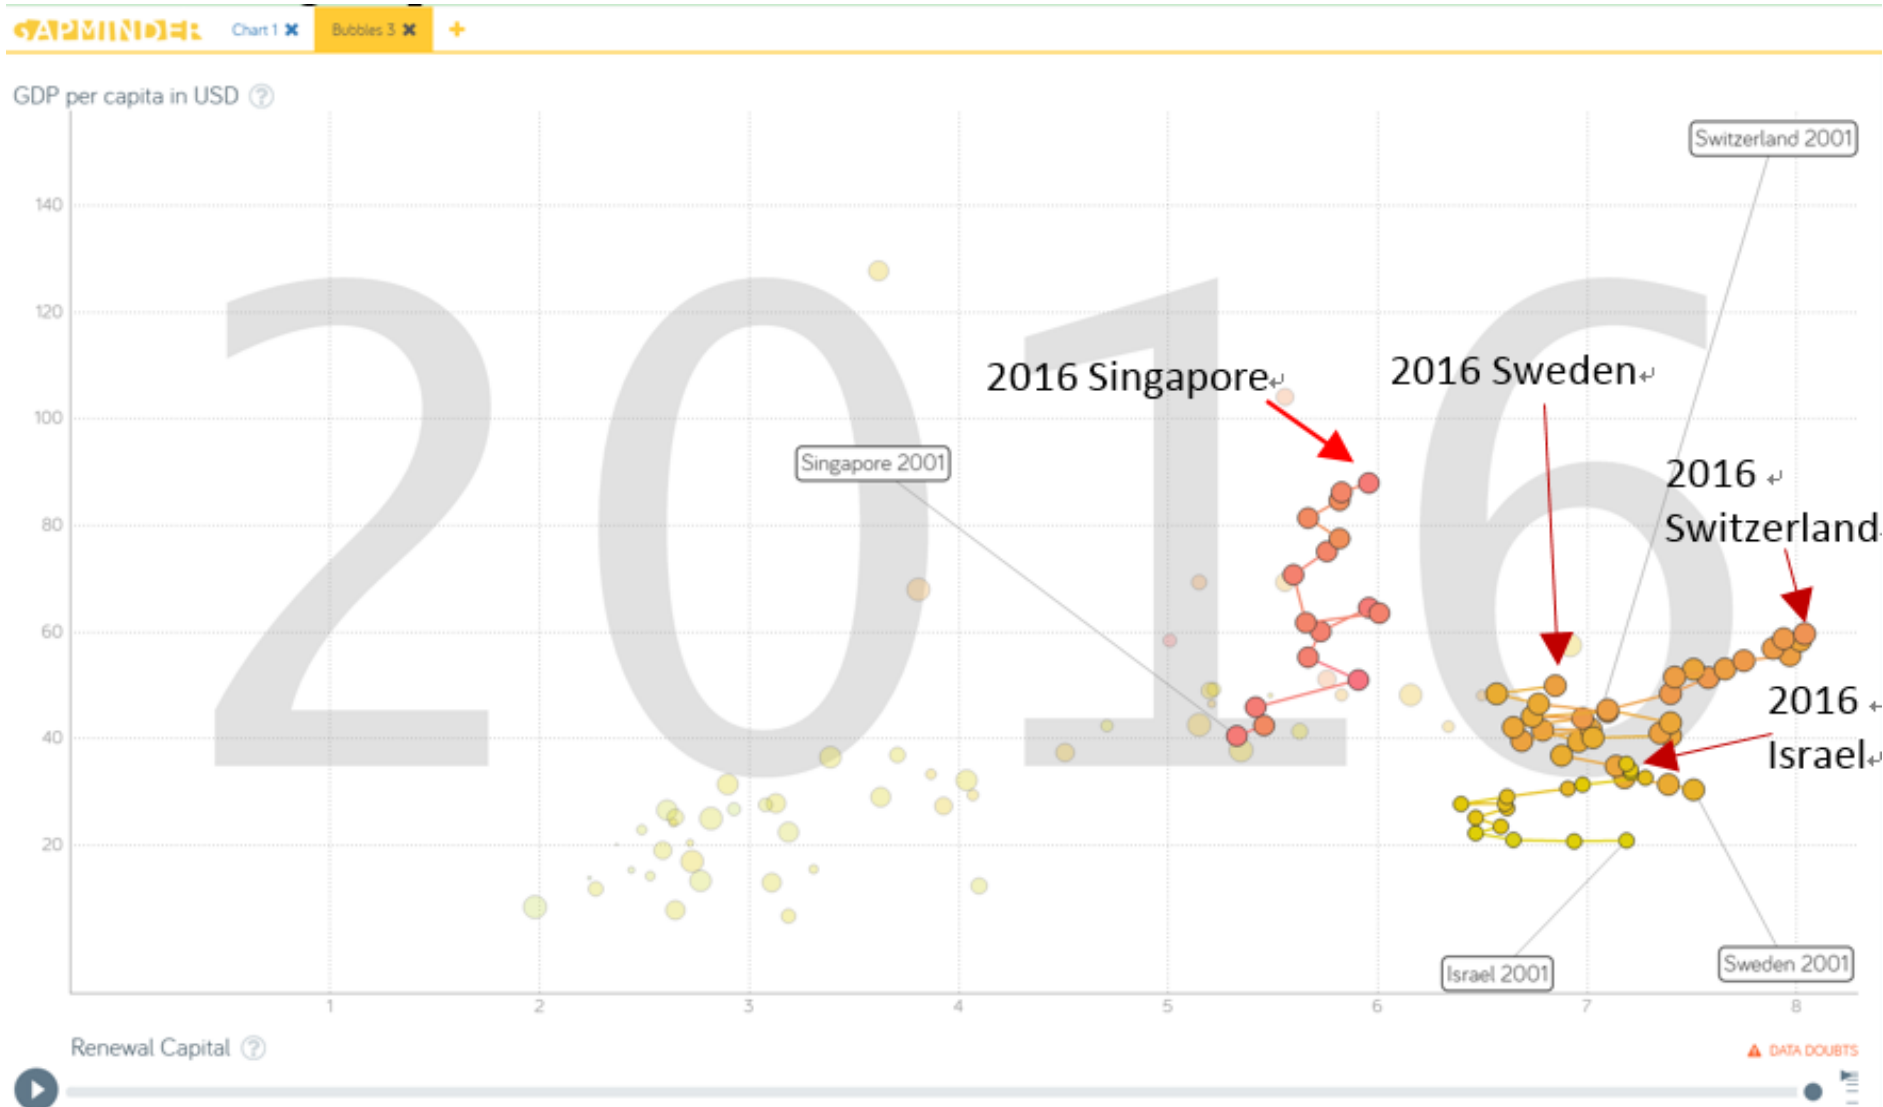 GAPMINDER Chart 1 ✖ Bubbles 3 ✖ +
GDP per capita in USD ?
Switzerland 2001
140
120
2016
2016 Singapore↵
2016 Sweden↵
100
Singapore 2001
2016 ↵
Switzerland
80
60
2016 ↵
Israel↵
40
20
Israel 2001
Sweden 2001
1 2 3 4 5 6 7 8
Renewal Capital ?
DATA DOUBTS